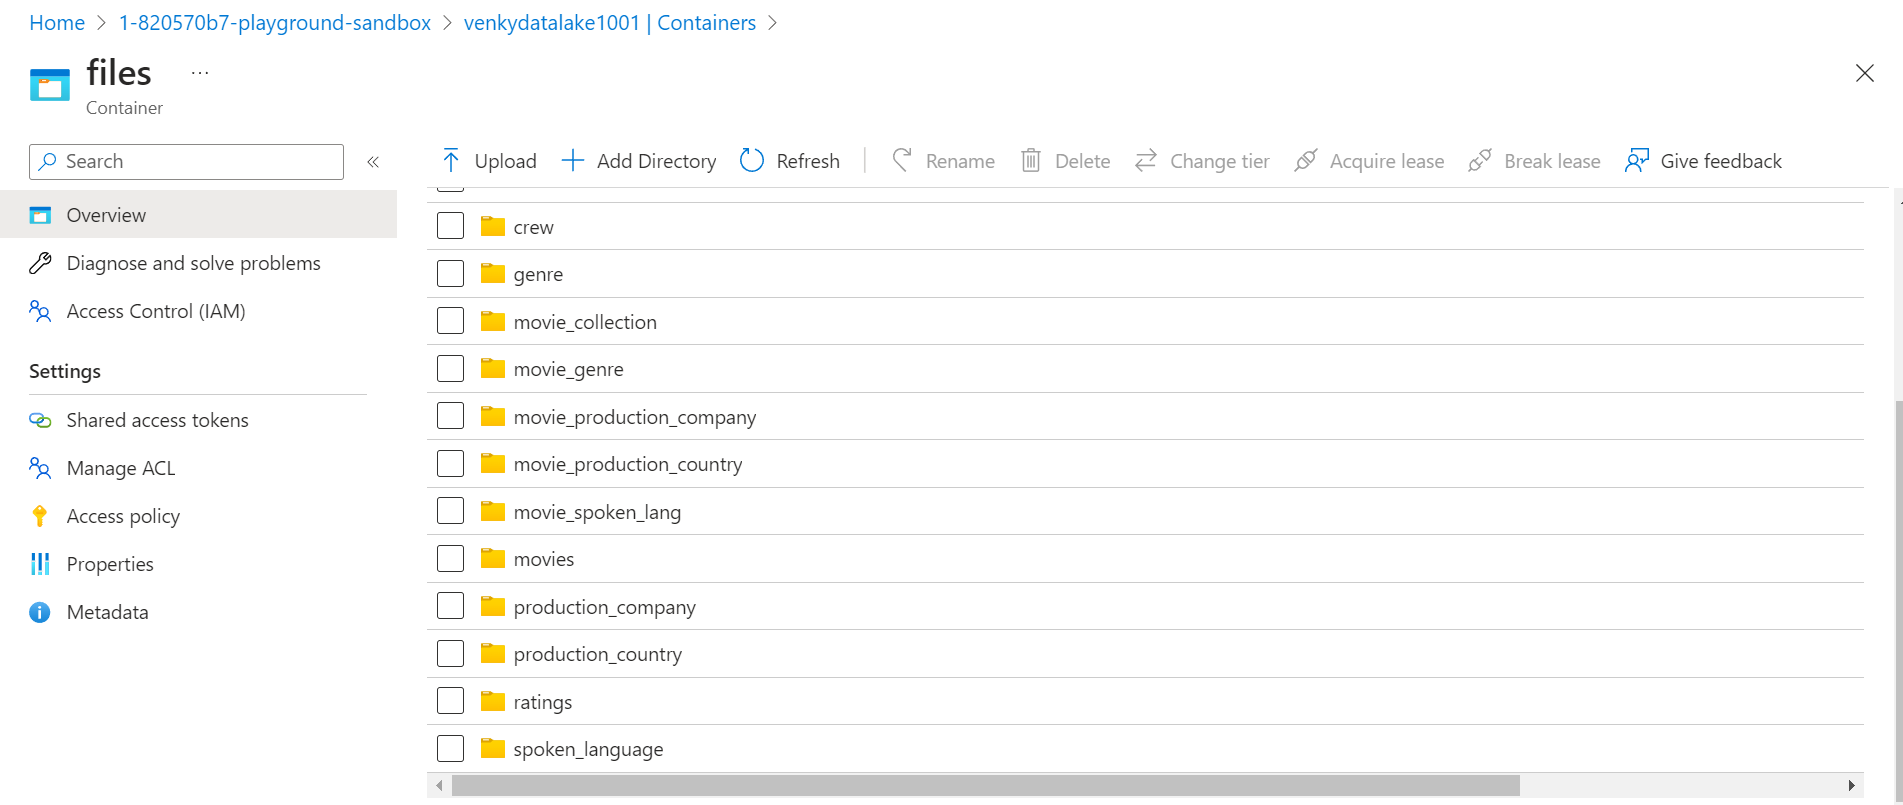 Home > 1-820570b7-playground-sandbox > venkydatalake1001 | Containers >
files ...
Container
Search «
Upload Add Directory Refresh Rename Delete Change tier Acquire lease Break lease Give feedback
Overview
Diagnose and solve problems
Access Control (IAM)
Settings
Shared access tokens
Manage ACL
Access policy
Properties
Metadata
crew
genre
movie_collection
movie_genre
movie_production_company
movie_production_country
movie_spoken_lang
movies
production_company
production_country
ratings
spoken_language